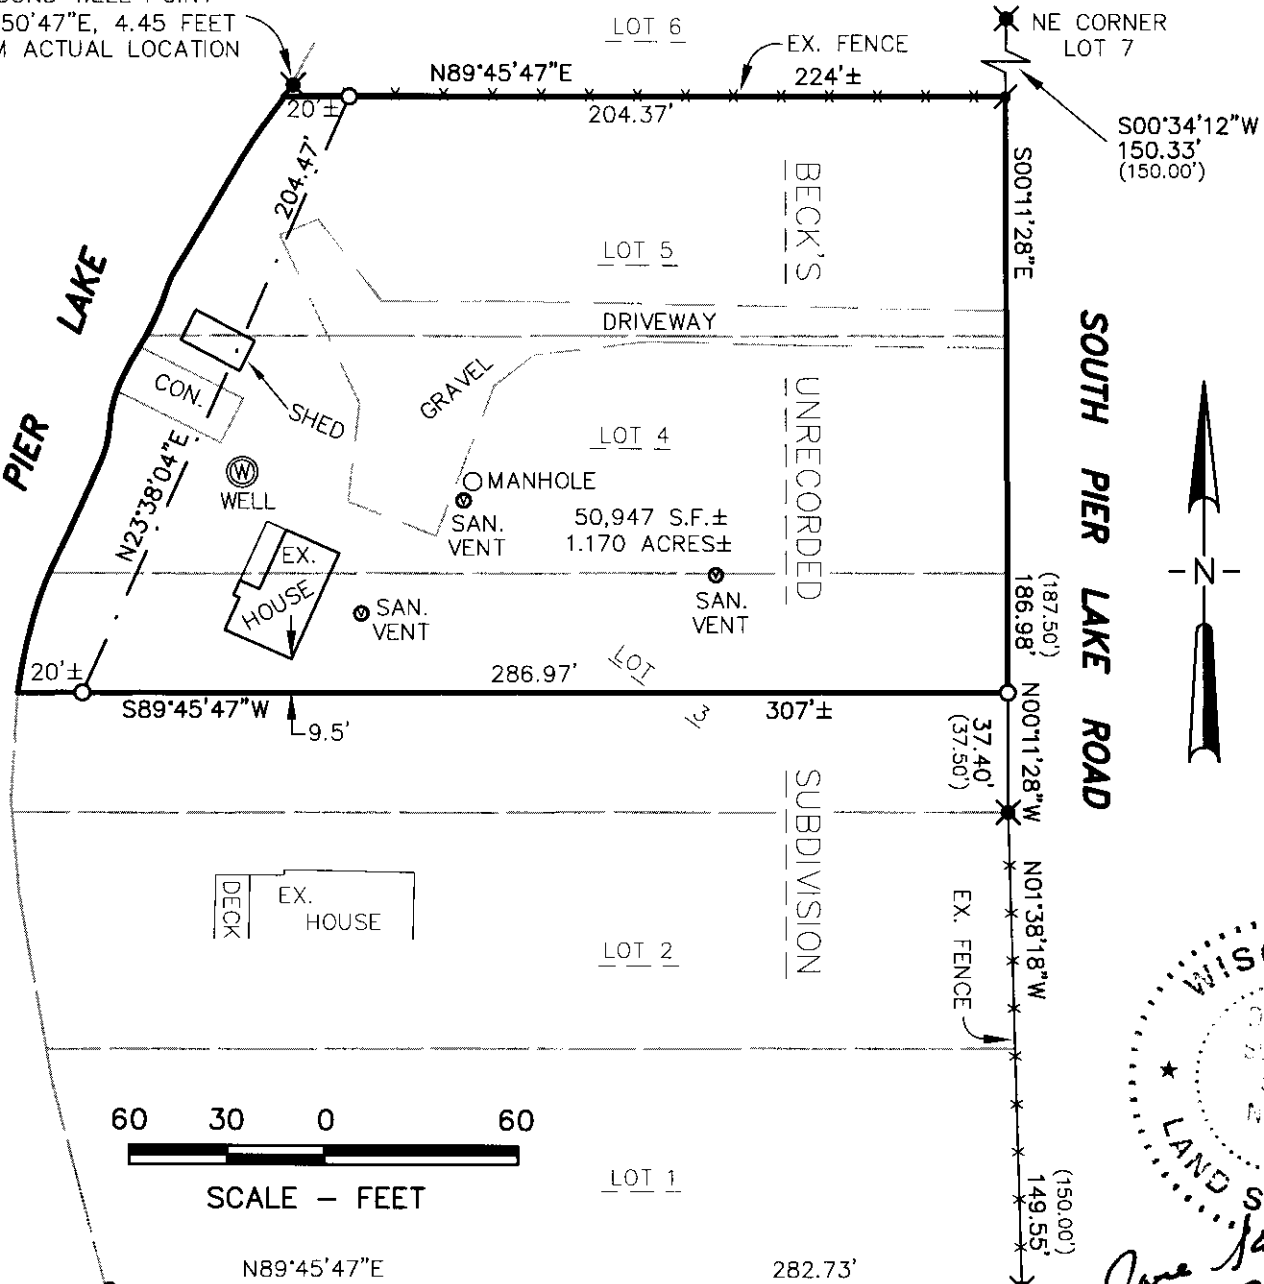 50'47"E, 4.45 FEET
ACTUAL LOCATION
LOT 6
EX. FENCE
NE CORNER
LOT 7
N89°45'47"E
224'±
20'±
204.37'
S00°34'12"W
150.33'
(150.00')
204.47'
S00°11'28"E
BECK'S
LOT 5
LAKE
DRIVEWAY
SOUTH PIER LAKE ROAD
CON.
SHED
GRAVEL
UNRECORDED
PIER
LOT 4
N23°38'04"E
W
WELL
MANHOLE
V
SAN.
VENT
50,947 S.F.±
1.170 ACRES±
N
EX.
HOUSE
V
SAN.
VENT
V
SAN.
VENT
(187.50')
186.98'
20'±
286.97'
LOT
3
S89°45'47"W
307'±
9.5'
N00°11'28"W
37.40'
(37.50')
SUBDIVISION
DECK
EX.
HOUSE
EX. FENCE
N01°38'18"W
LOT 2
WISC
LAND S
60 30 0 60
SCALE – FEET
LOT 1
(150.00')
149.55'
N89°45'47"E
282.73'